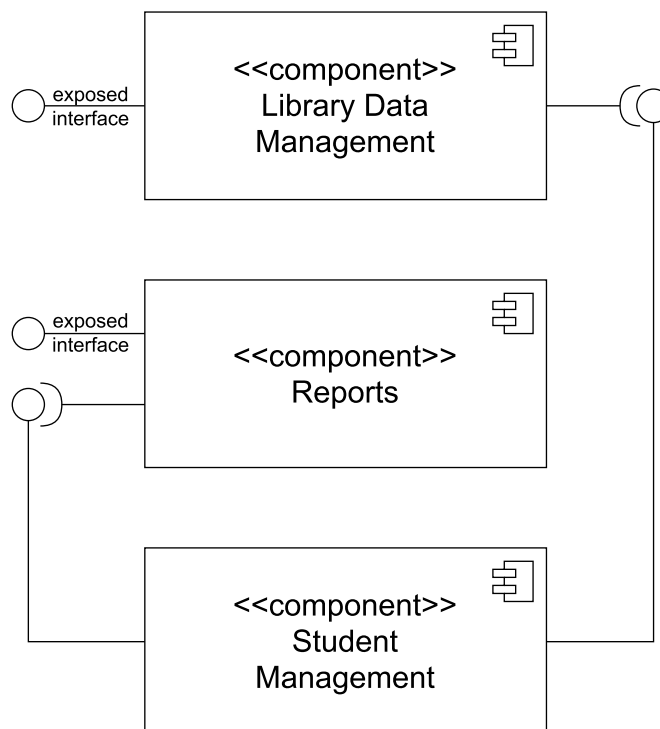 exposed
interface
<<component>>
Library Data
Management
exposed
interface
<<component>>
Reports
<<component>>
Student
Management